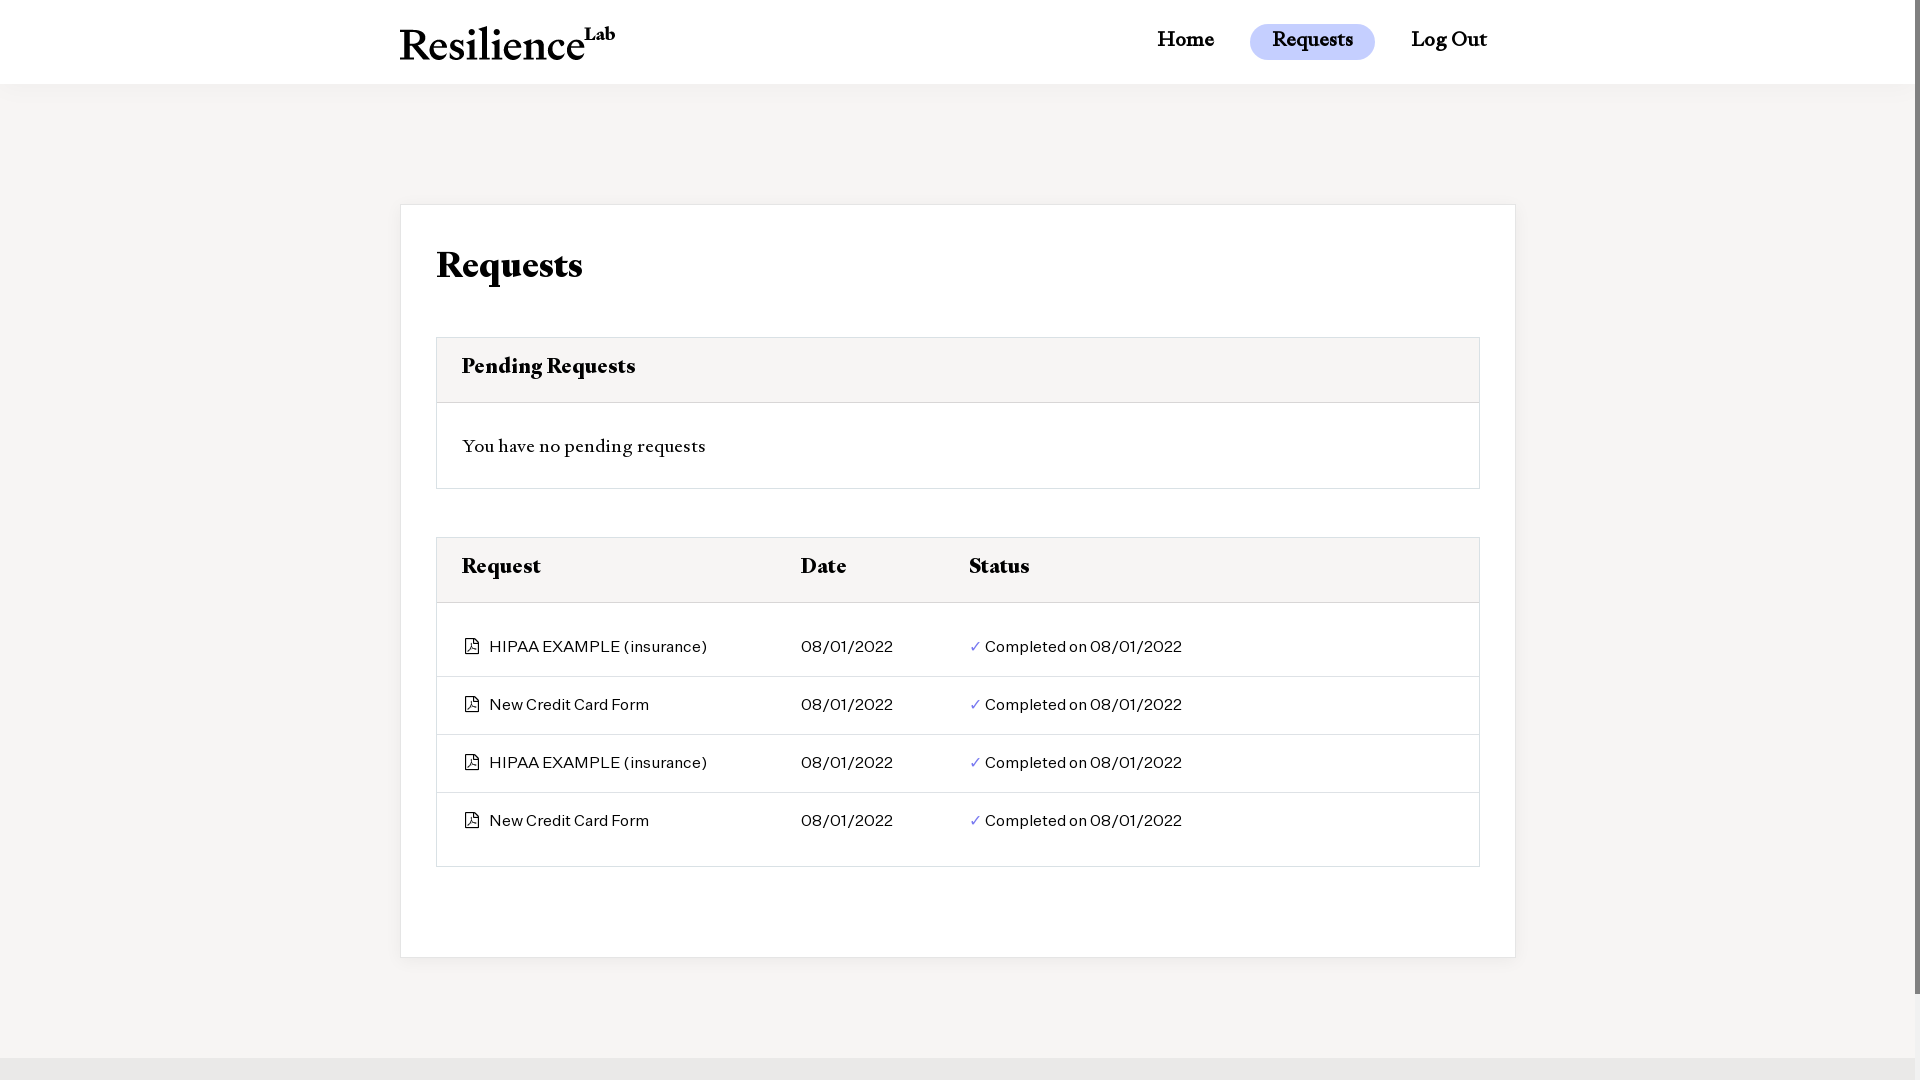 Resilience Lab Home Requests Log Out
Requests
Pending Requests
You have no pending requests
Request Date Status
HIPAA EXAMPLE (insurance) 08/01/2022 ✓ Completed on 08/01/2022
New Credit Card Form 08/01/2022 ✓ Completed on 08/01/2022
HIPAA EXAMPLE (insurance) 08/01/2022 ✓ Completed on 08/01/2022
New Credit Card Form 08/01/2022 ✓ Completed on 08/01/2022